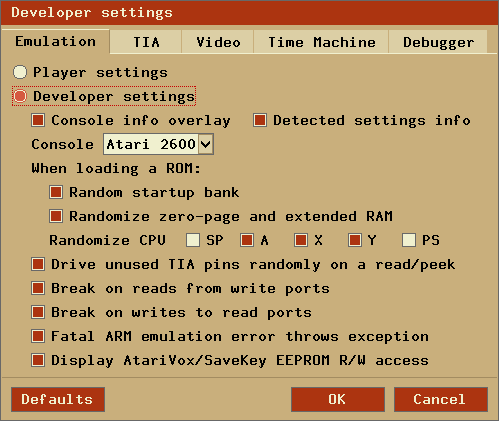 Developer settings
Emulation TIA Video Time Machine Debugger
Player settings
Developer settings
Console info overlay Detected settings info
Console Atari 2600
When loading a ROM:
Random startup bank
Randomize zero-page and extended RAM
Randomize CPU SP A X Y PS
Drive unused TIA pins randomly on a read/peek
Break on reads from write ports
Break on writes to read ports
Fatal ARM emulation error throws exception
Display AtariVox/SaveKey EEPROM R/W access
Defaults OK Cancel